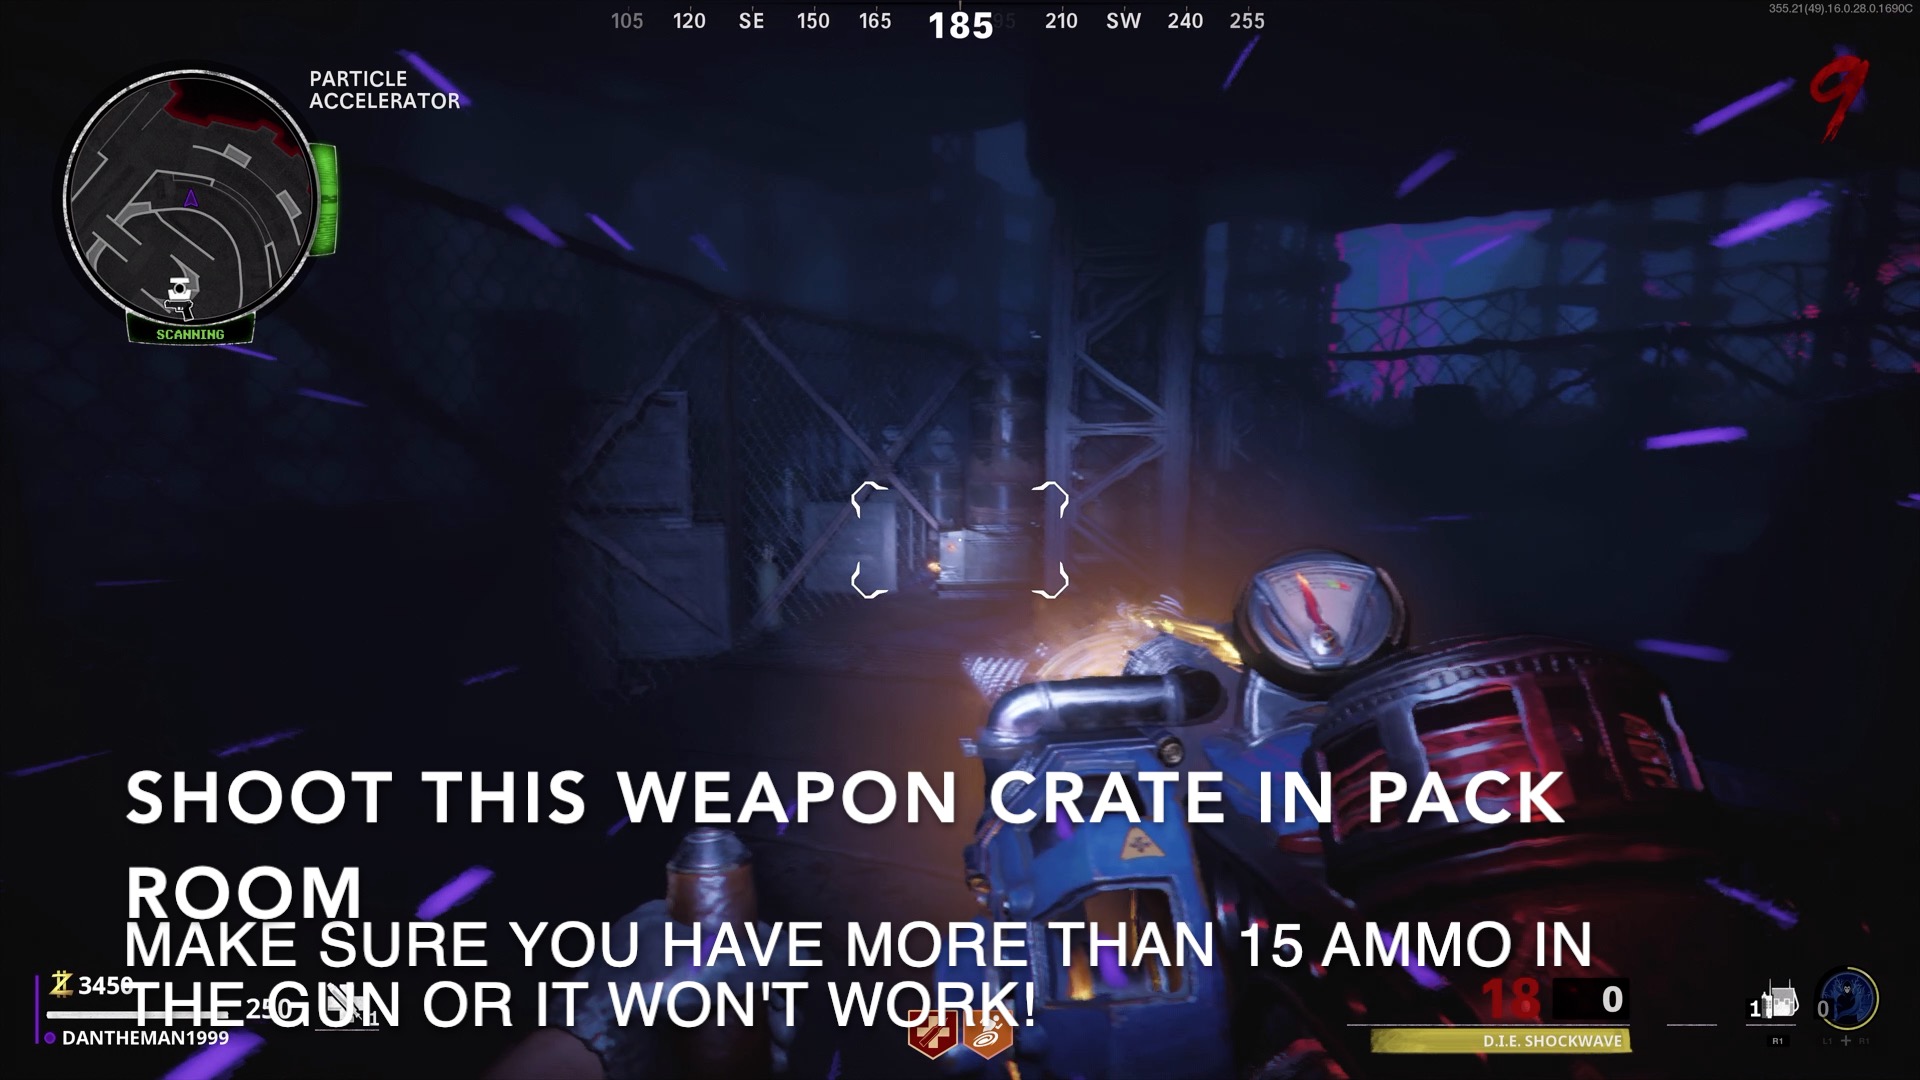 355.21(49).16.0.28.0.1690C
105 120 SE 150 165 185 210 SW 240 255
PARTICLE
ACCELERATOR
9
SCANNING
SHOOT THIS WEAPON CRATE IN PACK
ROOM
MAKE SURE YOU HAVE MORE THAN 15 AMMO IN
THE GUN OR IT WON'T WORK!
3450
250
1
DANTHEMAN1999
18 0
D.I.E. SHOCKWAVE
1
R1
0
L1 + R1